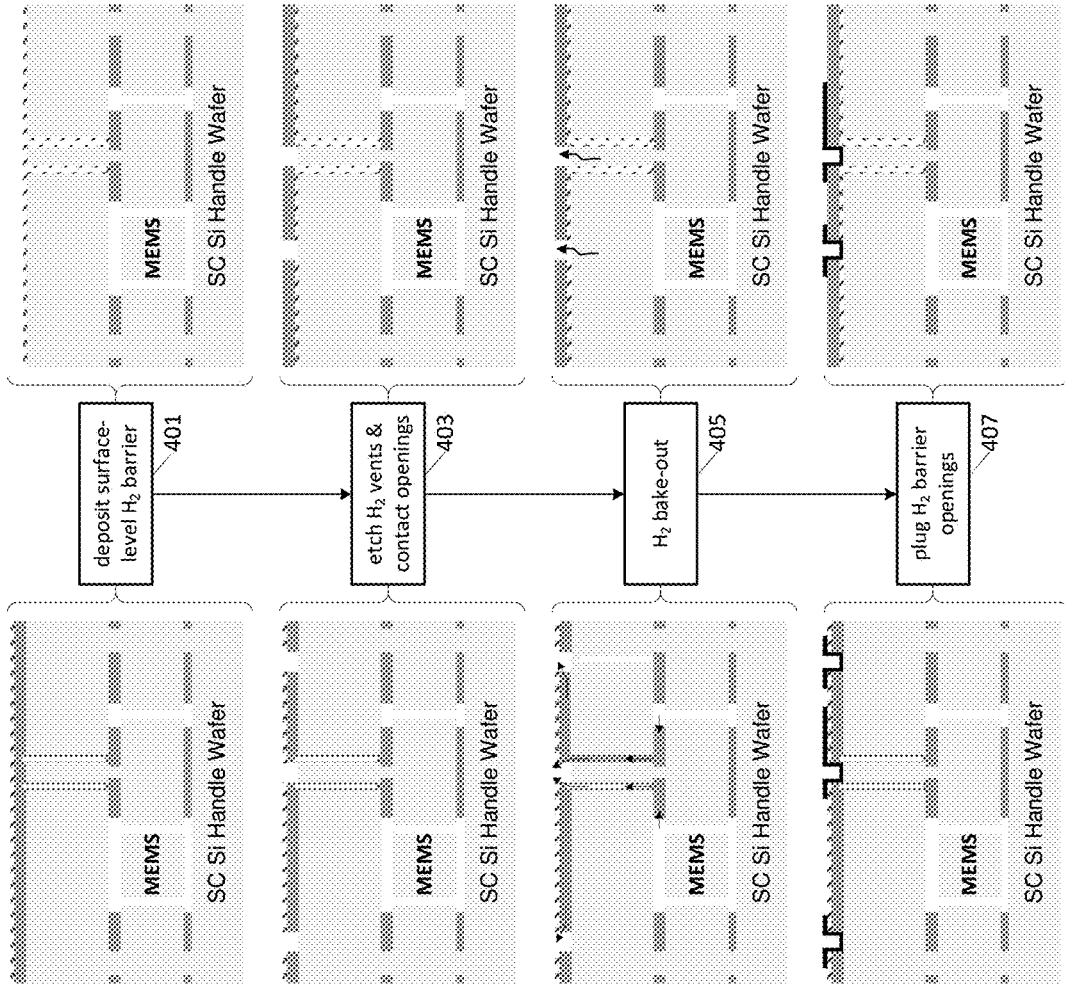 MEMS
SC Si Handle Wafer
deposit surface-
level H₂ barrier
401
MEMS
SC Si Handle Wafer
MEMS
SC Si Handle Wafer
etch H₂ vents &
contact openings
403
MEMS
SC Si Handle Wafer
MEMS
SC Si Handle Wafer
H₂ bake-out
405
MEMS
SC Si Handle Wafer
MEMS
SC Si Handle Wafer
plug H₂ barrier
openings
407
MEMS
SC Si Handle Wafer